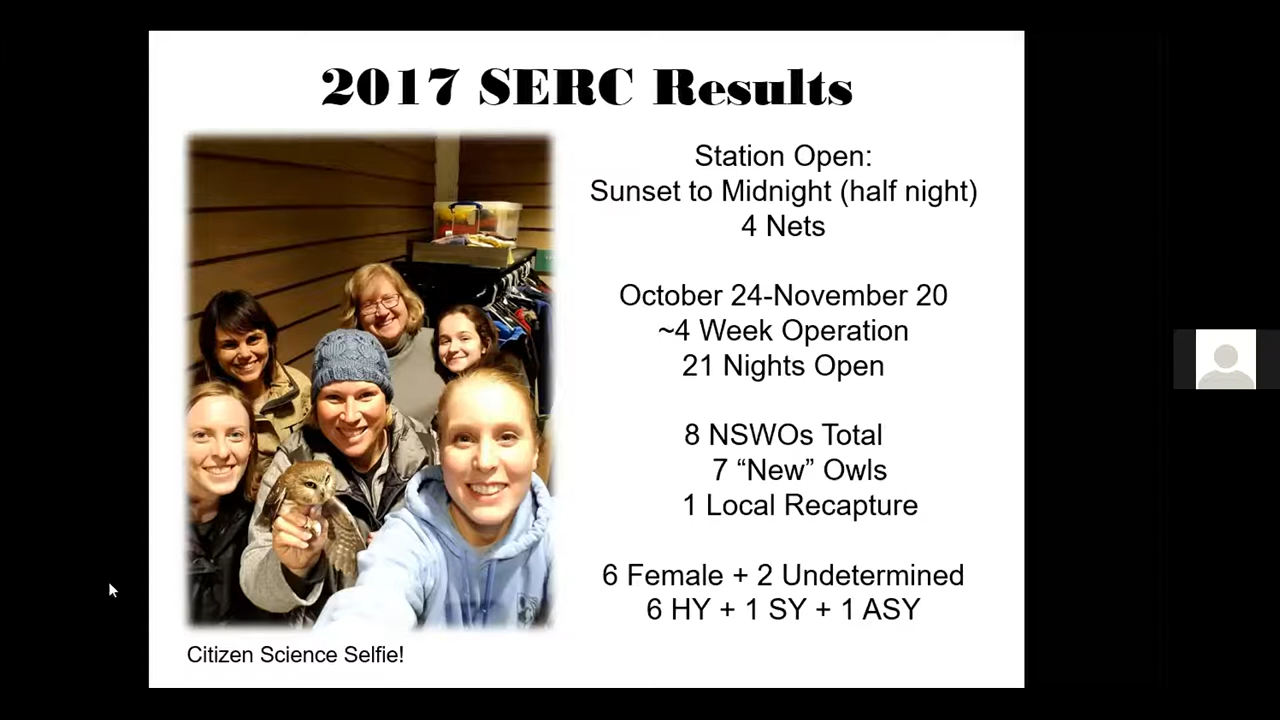 2017 SERC Results
Station Open:
Sunset to Midnight (half night)
4 Nets
October 24-November 20
~4 Week Operation
21 Nights Open
8 NSWOs Total
7 “New” Owls
1 Local Recapture
6 Female + 2 Undetermined
6 HY + 1 SY + 1 ASY
Citizen Science Selfie!